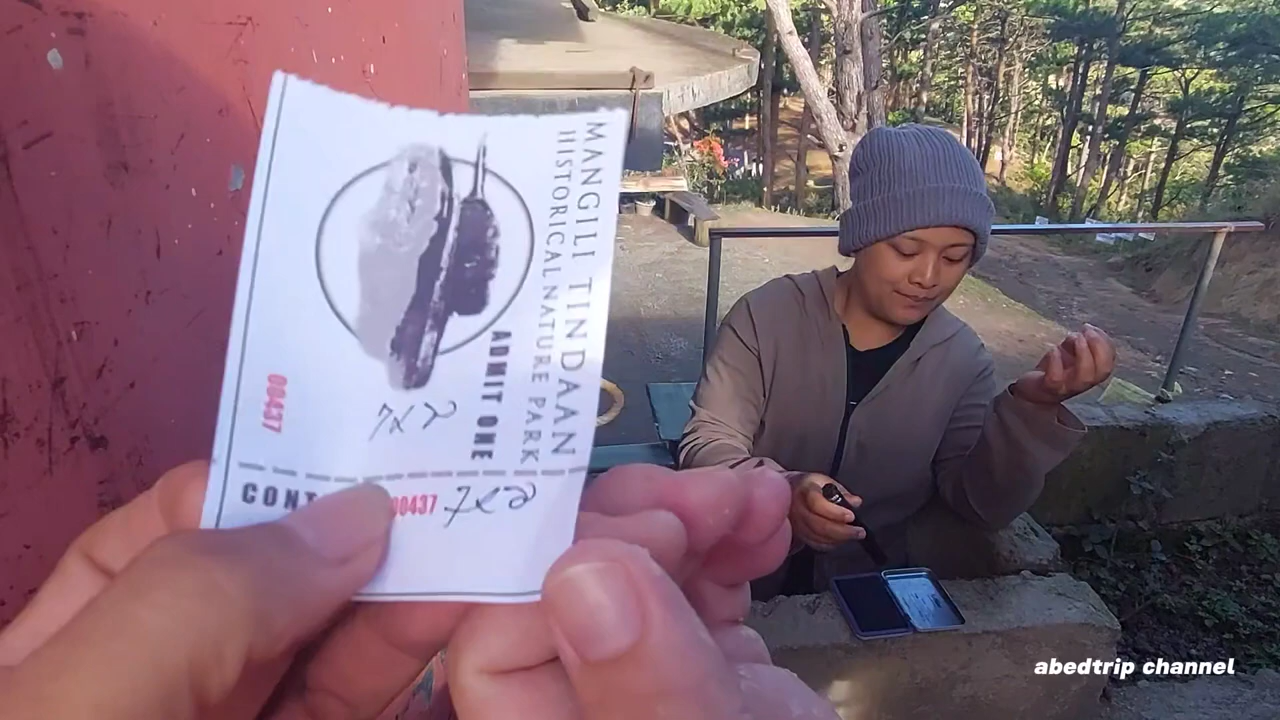 MANGILI TINDAAN
HISTORICAL NATURE PARK
ADMIT ONE
00437
7x2
CONT
00437 7x2
abedtrip channel